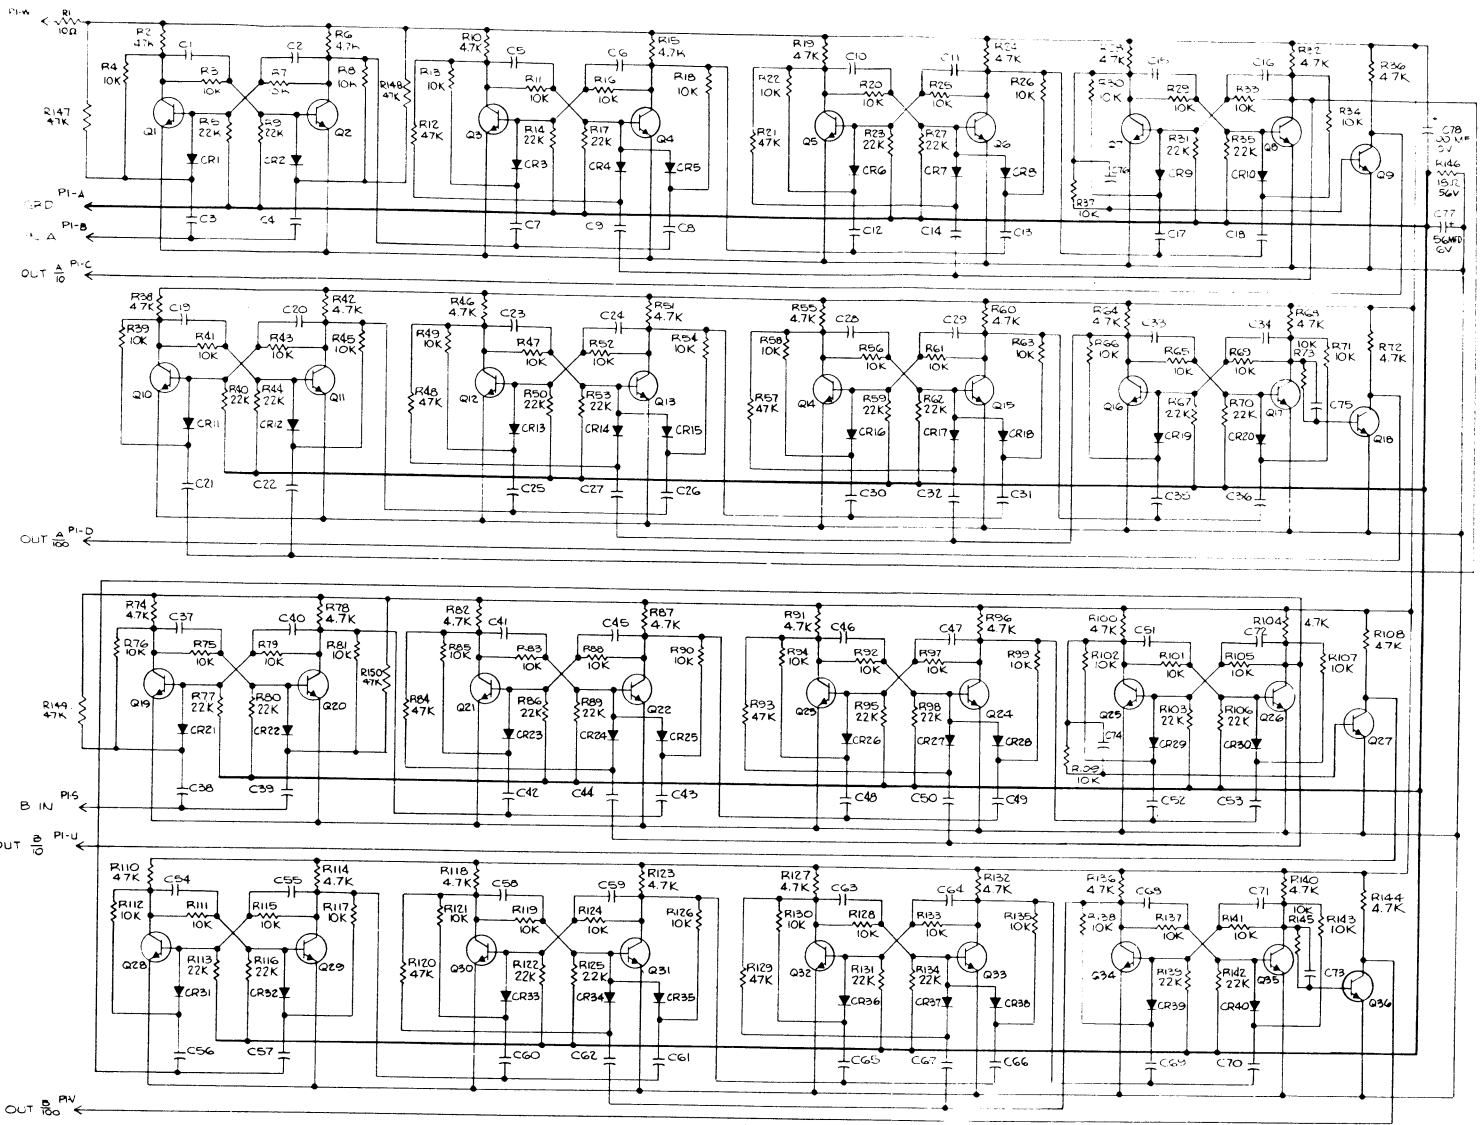 P1-W R1 10Ω
R2 4.7K C1 C2 R6 4.7K R10 4.7K C5 C6 R15 4.7K R19 4.7K C10 C11 R24 4.7K C15 C16 R32 4.7K R36 4.7K
R4 10K R3 10K R7 10K R8 10K R148 47K R13 10K R11 10K R16 10K R18 10K R22 10K R20 10K R25 10K R26 10K R30 10K R29 10K R33 10K R34 10K
R147 47K Q1 R5 22K R9 22K Q2 R12 47K Q3 R14 22K R17 22K Q4 R21 47K Q5 R23 22K R27 22K Q6 R31 22K R35 22K Q8 Q9 C78
CR1 CR2 CR3 CR4 CR5 CR6 CR7 CR8 C76 CR9 CR10 R146 15Ω 56V
P1-A R37 10K
C3 C4 C7 C9 C8 C12 C14 C13 C17 C18 C77 56MFD 6V
P1-B
OUT A/10 P1-C
R38 4.7K C19 C20 R42 4.7K R46 4.7K C23 C24 R51 4.7K R55 4.7K C28 C29 R60 4.7K R64 4.7K C33 C34 R69 4.7K R72 4.7K
R39 10K R41 10K R43 10K R45 10K R49 10K R47 10K R52 10K R54 10K R58 10K R56 10K R61 10K R63 10K R66 10K R65 10K R69 10K 10K R73 R71 10K
Q10 R40 22K R44 22K Q11 R48 47K Q12 R50 22K R53 22K Q13 R57 47K Q14 R59 22K R62 22K Q15 Q16 R67 22K R70 22K Q17 C75 Q18
CR11 CR12 CR13 CR14 CR15 CR16 CR17 CR18 CR19 CR20
C21 C22 C25 C27 C26 C30 C32 C31 C35 C36
OUT A/100 P1-D
R74 4.7K C37 C40 R78 4.7K R82 4.7K C41 C45 R87 4.7K R91 4.7K C46 C47 R96 4.7K R100 4.7K C51 C72 R104 4.7K R108 4.7K
R76 10K R75 10K R79 10K R81 10K R150 47K R85 10K R83 10K R88 10K R90 10K R94 10K R92 10K R97 10K R99 10K R102 10K R101 10K R105 10K R107 10K
R149 47K Q19 R77 22K R80 22K Q20 R84 47K Q21 R86 22K R89 22K Q22 R93 47K Q23 R95 22K R98 22K Q24 Q25 R103 22K R106 22K Q26 Q27
CR21 CR22 CR23 CR24 CR25 CR26 CR27 CR28 C74 CR29 CR30
10K
C38 C39 C42 C44 C43 C48 C50 C49 C52 C53
B IN P1-S
OUT B/10 P1-U
R110 4.7K C54 C55 R114 4.7K R118 4.7K C58 C59 R123 4.7K R127 4.7K C63 C64 R132 4.7K R136 4.7K C68 C71 R140 4.7K R144 4.7K
R112 10K R111 10K R115 10K R117 10K R121 10K R119 10K R124 10K R126 10K R130 10K R128 10K R133 10K R135 10K R138 10K R137 10K R141 10K 10K R145 R143 10K
Q28 R113 22K R116 22K Q29 R120 47K Q30 R122 22K R125 22K Q31 R129 47K Q32 R131 22K R134 22K Q33 Q34 R139 22K R142 22K Q35 C73 Q36
CR31 CR32 CR33 CR34 CR35 CR36 CR37 CR38 CR39 CR40
C56 C57 C60 C62 C61 C65 C67 C66 C69 C70
OUT B/100 P1-V